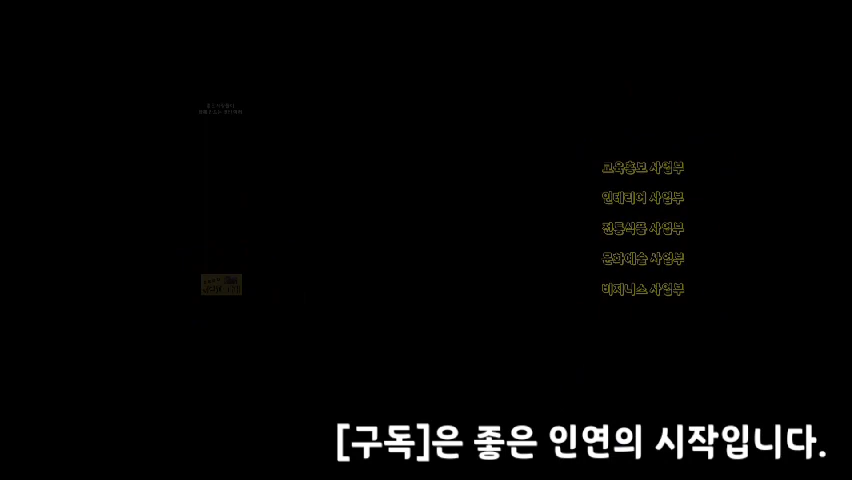 교육홍보 사업부
인테리어 사업부
전통식품 사업부
문화예술 사업부
비지니스 사업부
[구독]은 좋은 인연의 시작입니다.